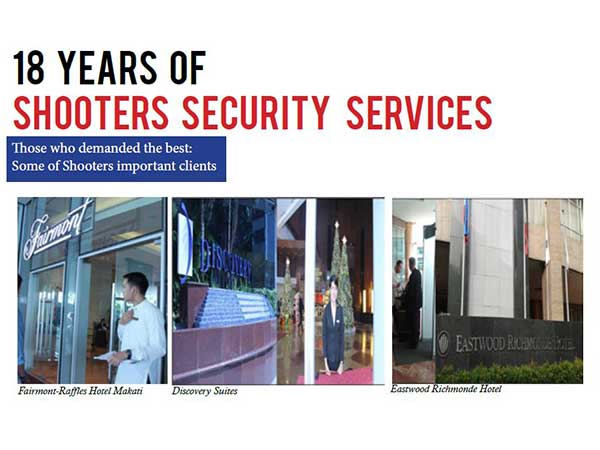 18 YEARS OF
SHOOTERS SECURITY SERVICES
Those who demanded the best:
Some of Shooters important clients
Fairmont
DISCOVERY
EASTWOOD RICHMONDE HOTEL
Fairmont-Raffles Hotel Makati
Discovery Suites
Eastwood Richmonde Hotel